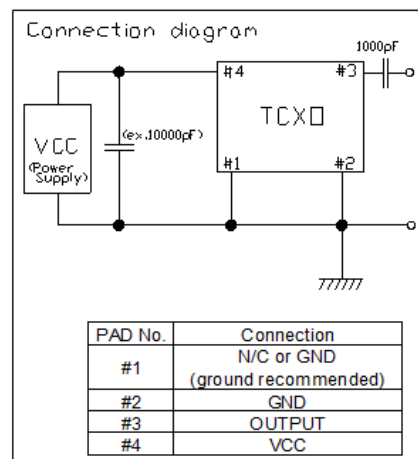 Connection diagram
1000pF
#4
#3
(ex.10000pF)
TCXO
VCC
(Power
Supply)
#1
#2
PAD No. Connection
#1 N/C or GND
(ground recommended)
#2 GND
#3 OUTPUT
#4 VCC